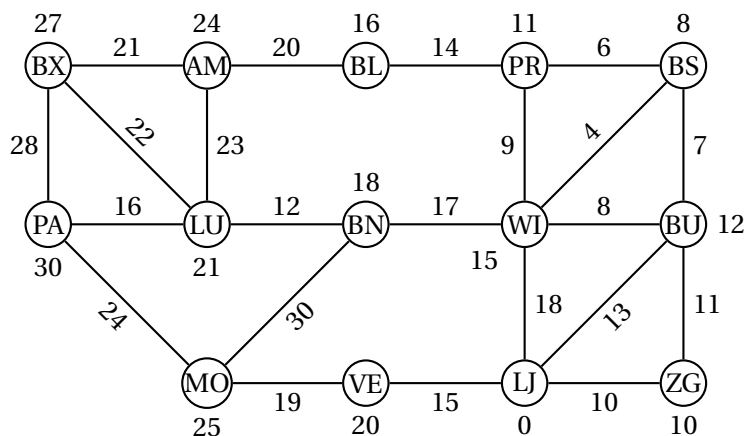 27 24 16 11 8
BX 21 AM 20 BL 14 PR 6 BS
28 22 23 9 4 7
18
PA 16 LU 12 BN 17 WI 8 BU 12
30 21 15
24 30 18 13 11
MO 19 VE 15 LJ 10 ZG
25 20 0 10